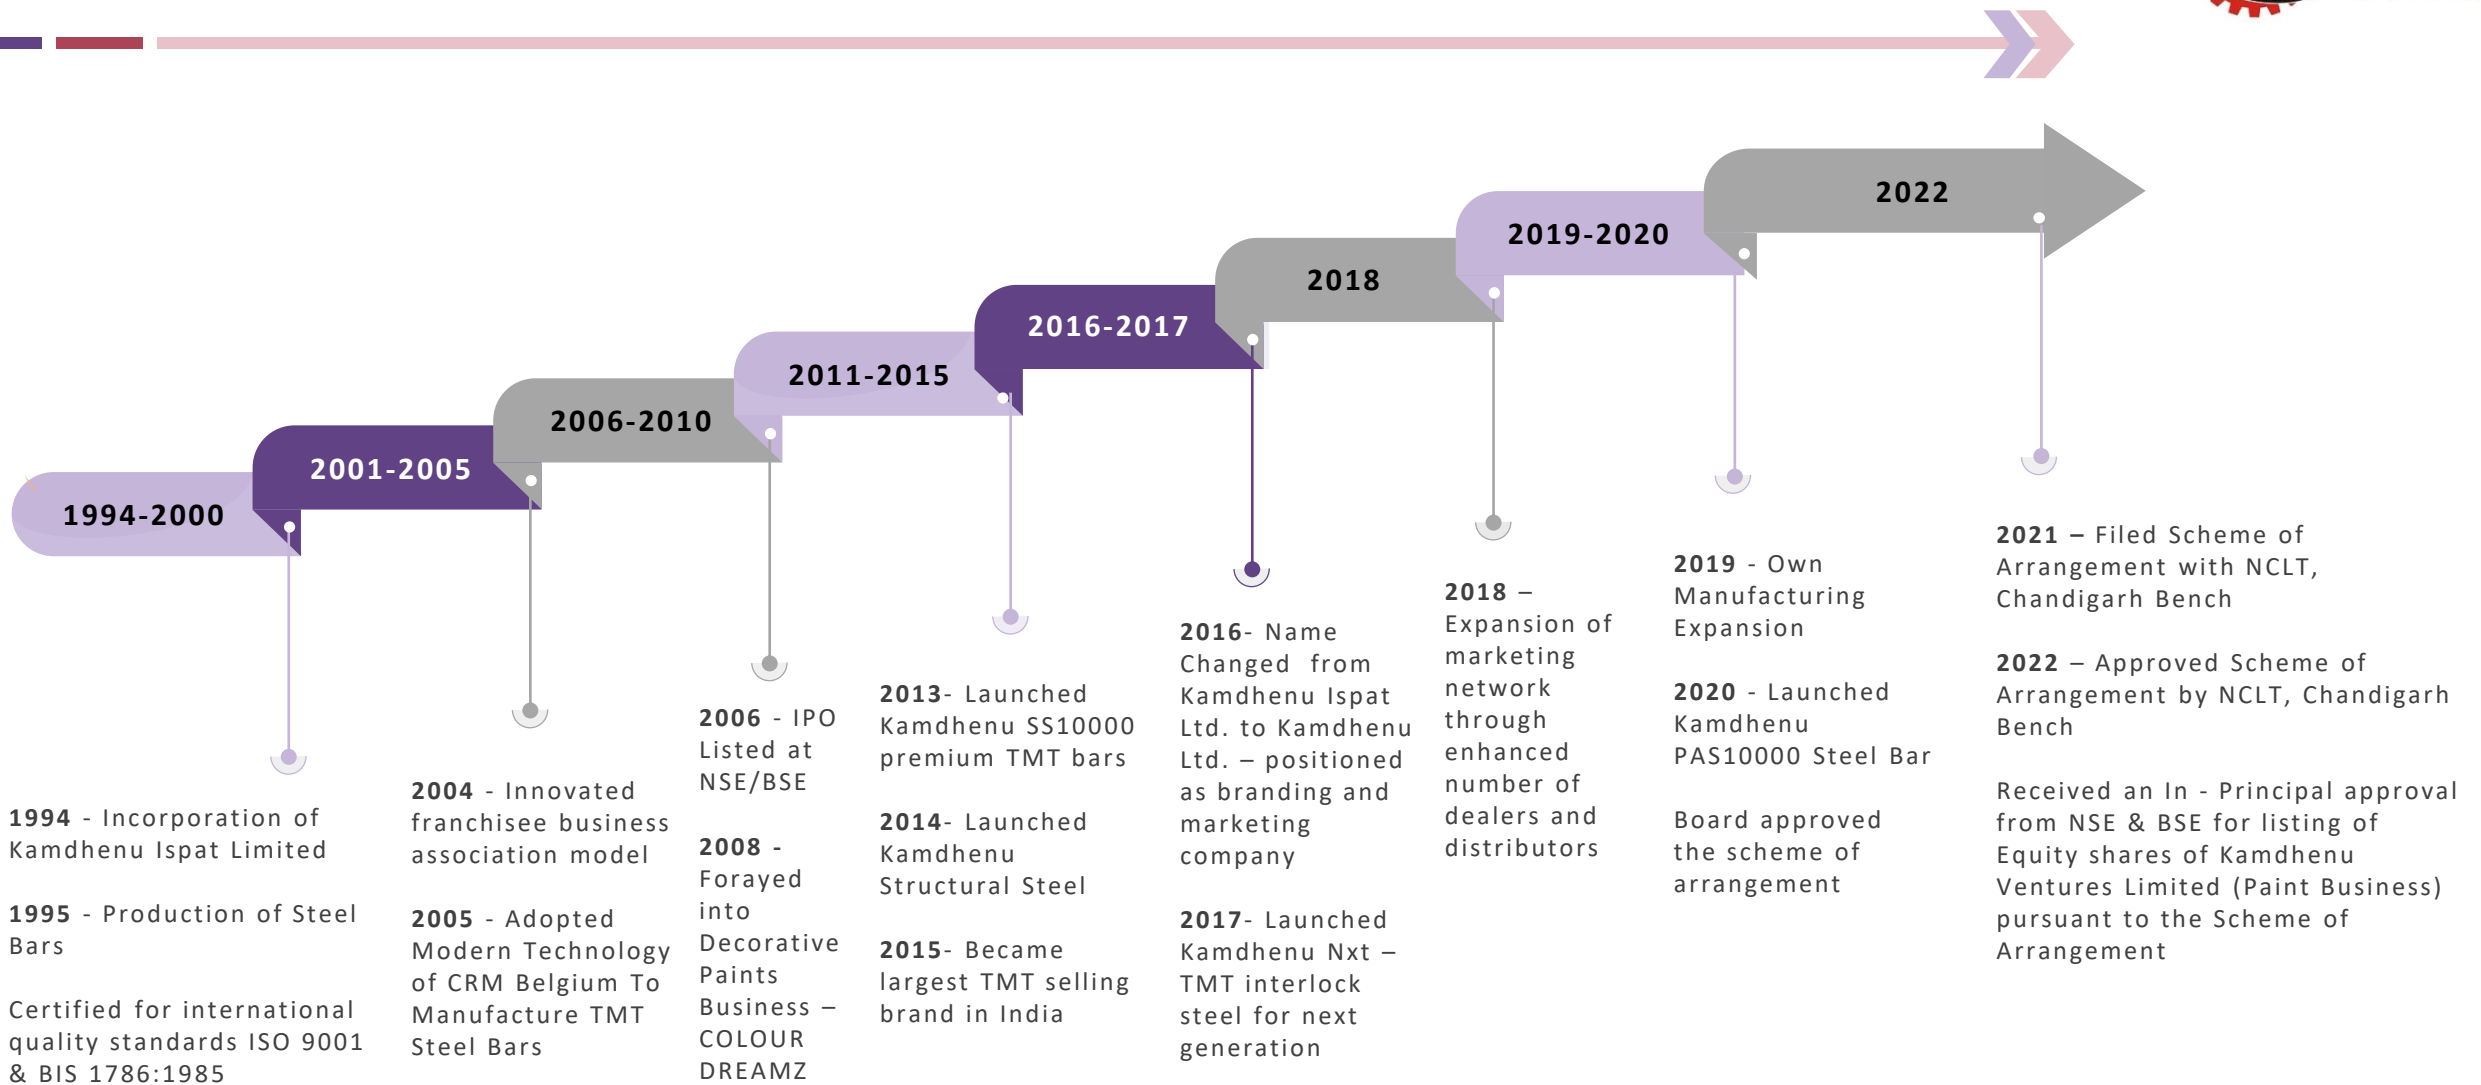 1994-2000
2001-2005
2006-2010
2011-2015
2016-2017
2018
2019-2020
2022
1994 - Incorporation of
Kamdhenu Ispat Limited
1995 - Production of Steel
Bars
Certified for international
quality standards ISO 9001
& BIS 1786:1985
2004 - Innovated
franchisee business
association model
2005 - Adopted
Modern Technology
of CRM Belgium To
Manufacture TMT
Steel Bars
2006 - IPO
Listed at
NSE/BSE
2008 -
Forayed
into
Decorative
Paints
Business –
COLOUR
DREAMZ
2013- Launched
Kamdhenu SS10000
premium TMT bars
2014- Launched
Kamdhenu
Structural Steel
2015- Became
largest TMT selling
brand in India
2016- Name
Changed from
Kamdhenu Ispat
Ltd. to Kamdhenu
Ltd. – positioned
as branding and
marketing
company
2017- Launched
Kamdhenu Nxt –
TMT interlock
steel for next
generation
2018 –
Expansion of
marketing
network
through
enhanced
number of
dealers and
distributors
2019 - Own
Manufacturing
Expansion
2020 - Launched
Kamdhenu
PAS10000 Steel Bar
Board approved
the scheme of
arrangement
2021 – Filed Scheme of
Arrangement with NCLT,
Chandigarh Bench
2022 – Approved Scheme of
Arrangement by NCLT, Chandigarh
Bench
Received an In - Principal approval
from NSE & BSE for listing of
Equity shares of Kamdhenu
Ventures Limited (Paint Business)
pursuant to the Scheme of
Arrangement